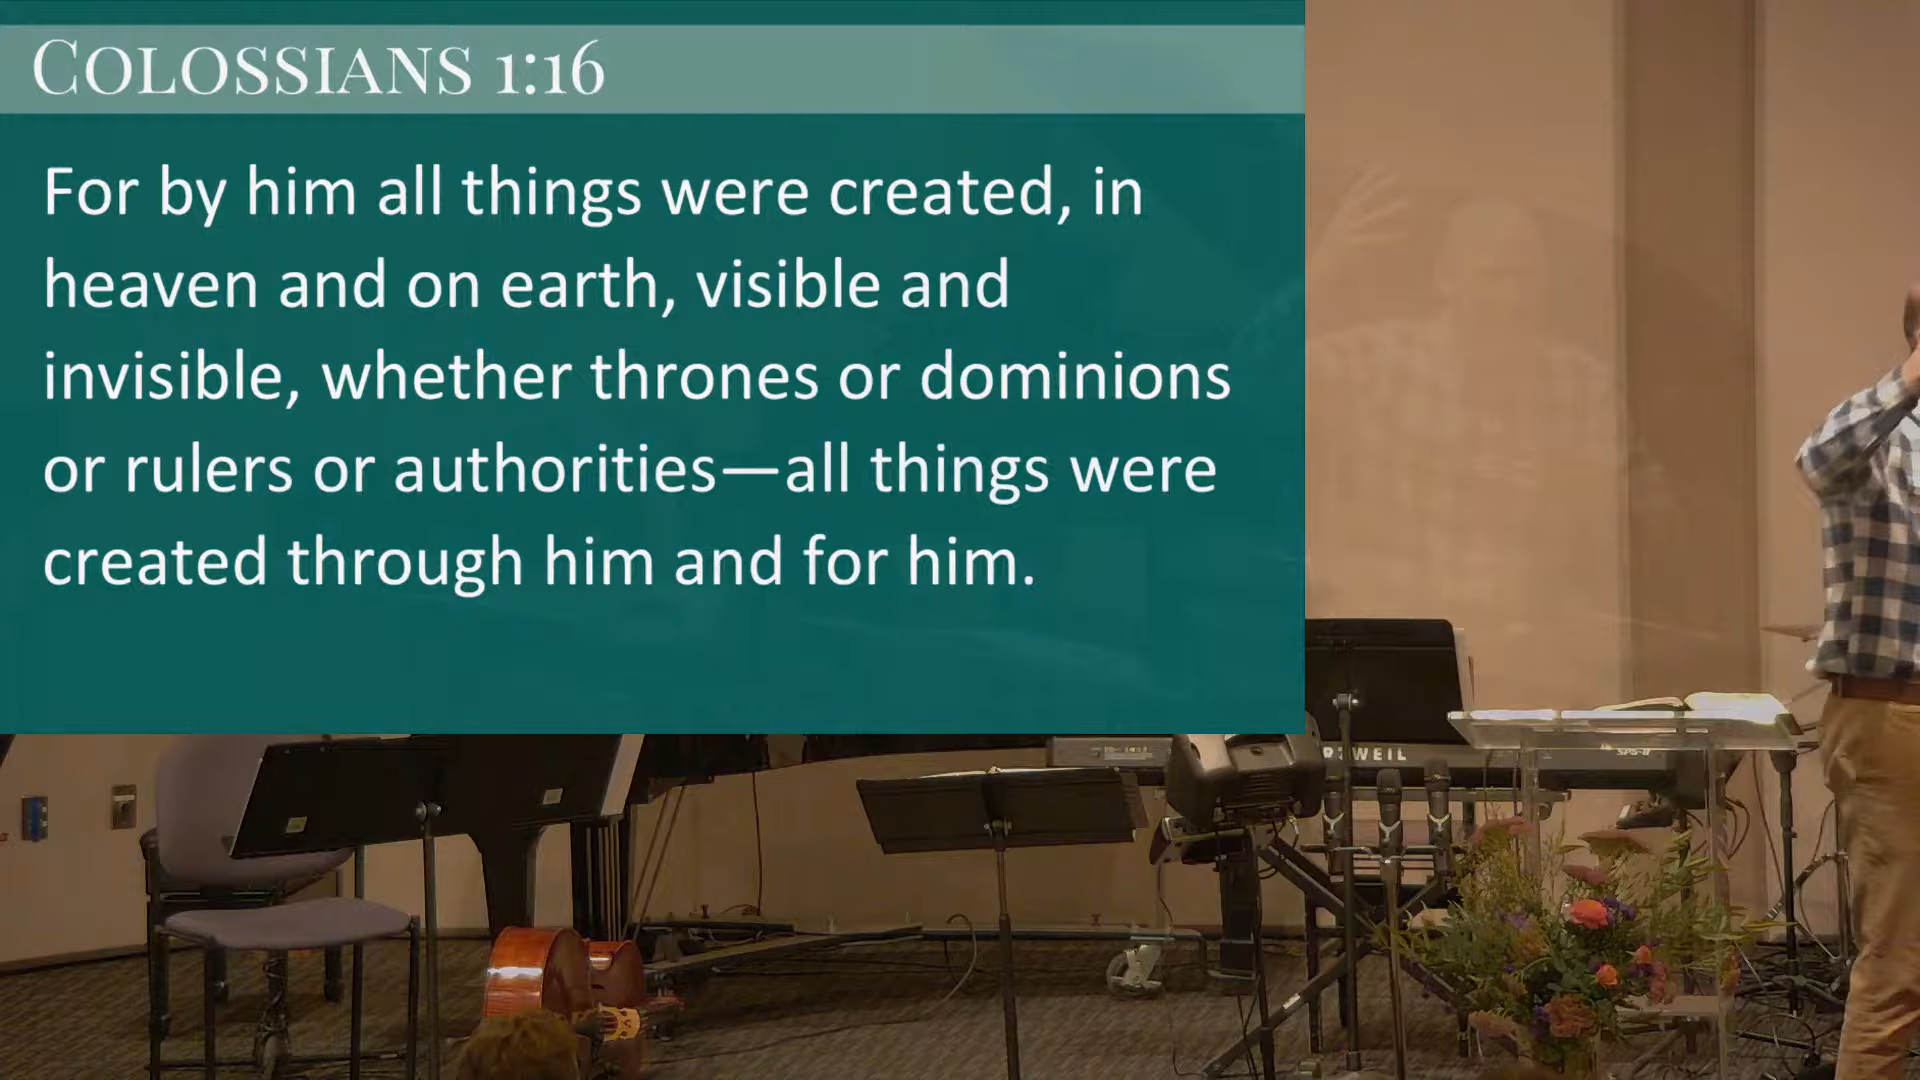 COLOSSIANS 1:16
For by him all things were created, in
heaven and on earth, visible and
invisible, whether thrones or dominions
or rulers or authorities—all things were
created through him and for him.